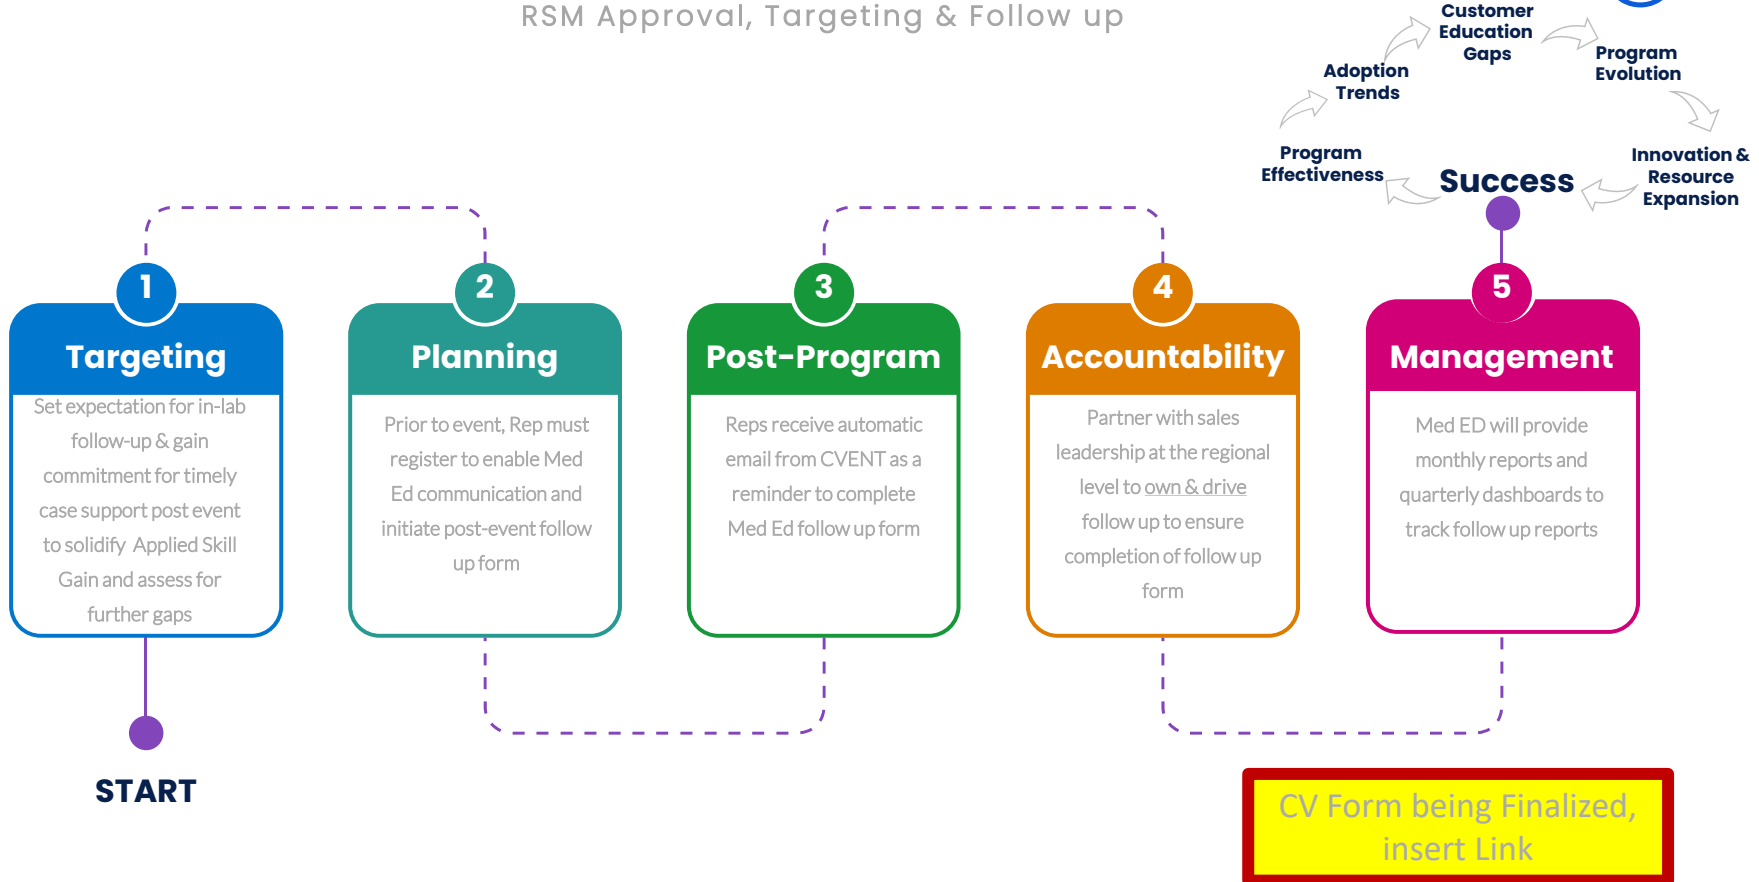 RSM Approval, Targeting & Follow up
Customer
Education
Gaps
Program
Evolution
Adoption
Trends
Program
Effectiveness
Success
Innovation &
Resource
Expansion
1
Targeting
Set expectation for in-lab
follow-up & gain
commitment for timely
case support post event
to solidify  Applied Skill
Gain and assess for
further gaps
2
Planning
Prior to event, Rep must
register to enable Med
Ed communication and
initiate post-event follow
up form
3
Post-Program
Reps receive automatic
email from CVENT as a
reminder to complete
Med Ed follow up form
4
Accountability
Partner with sales
leadership at the regional
level to own & drive
follow up to ensure
completion of follow up
form
5
Management
Med ED will provide
monthly reports and
quarterly dashboards to
track follow up reports
START
CV Form being Finalized,
insert Link